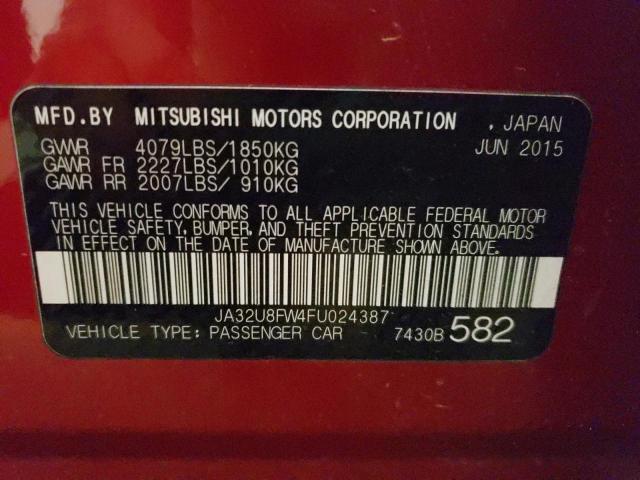 MFD.BY MITSUBISHI MOTORS CORPORATION , JAPAN
GVWR 4079LBS/1850KG JUN 2015
GAWR FR 2227LBS/1010KG
GAWR RR 2007LBS/ 910KG
THIS VEHICLE CONFORMS TO ALL APPLICABLE FEDERAL MOTOR
VEHICLE SAFETY, BUMPER, AND THEFT PREVENTION STANDARDS
IN EFFECT ON THE DATE OF MANUFACTURE SHOWN ABOVE.
JA32U8FW4FU024387
VEHICLE TYPE: PASSENGER CAR 7430B 582